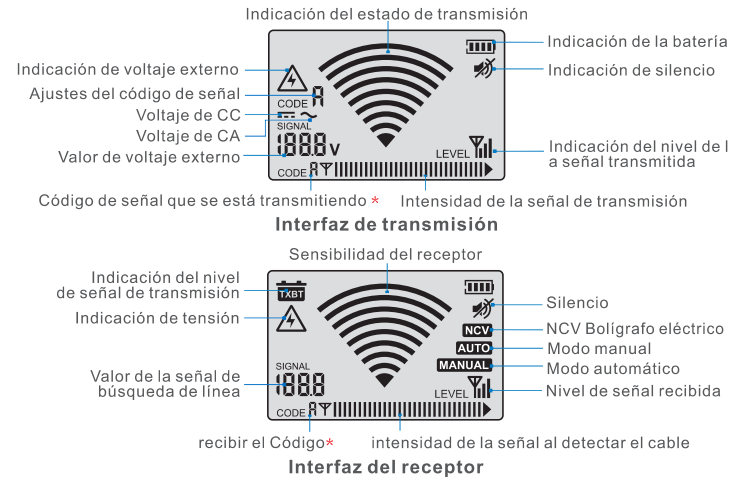 Indicación del estado de transmisión
Indicación de la batería
Indicación de voltaje externo
Indicación de silencio
Ajustes del código de señal
CODE A
Voltaje de CC
SIGNAL
Voltaje de CA
188.8 V
Valor de voltaje externo
LEVEL
Indicación del nivel de l
a señal transmitida
CODE A
Código de señal que se está transmitiendo *
Intensidad de la señal de transmisión
Interfaz de transmisión
Sensibilidad del receptor
Indicación del nivel
de señal de transmisión
TXBT
Silencio
Indicación de tensión
NCV
NCV Bolígrafo eléctrico
AUTO
Modo manual
MANUAL
Modo automático
SIGNAL
Valor de la señal de
búsqueda de línea
188.8
LEVEL
Nivel de señal recibida
CODE A
recibir el Código*
intensidad de la señal al detectar el cable
Interfaz del receptor